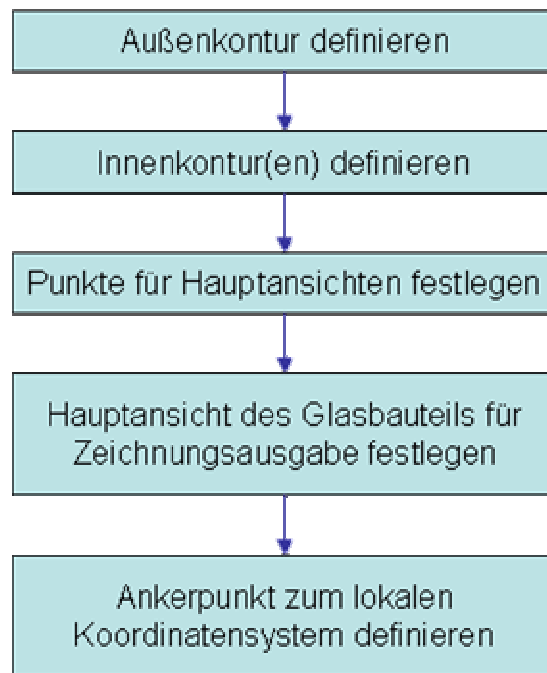 Außenkontur definieren
Innenkontur(en) definieren
Punkte für Hauptansichten festlegen
Hauptansicht des Glasbauteils für
Zeichnungsausgabe festlegen
Ankerpunkt zum lokalen
Koordinatensystem definieren